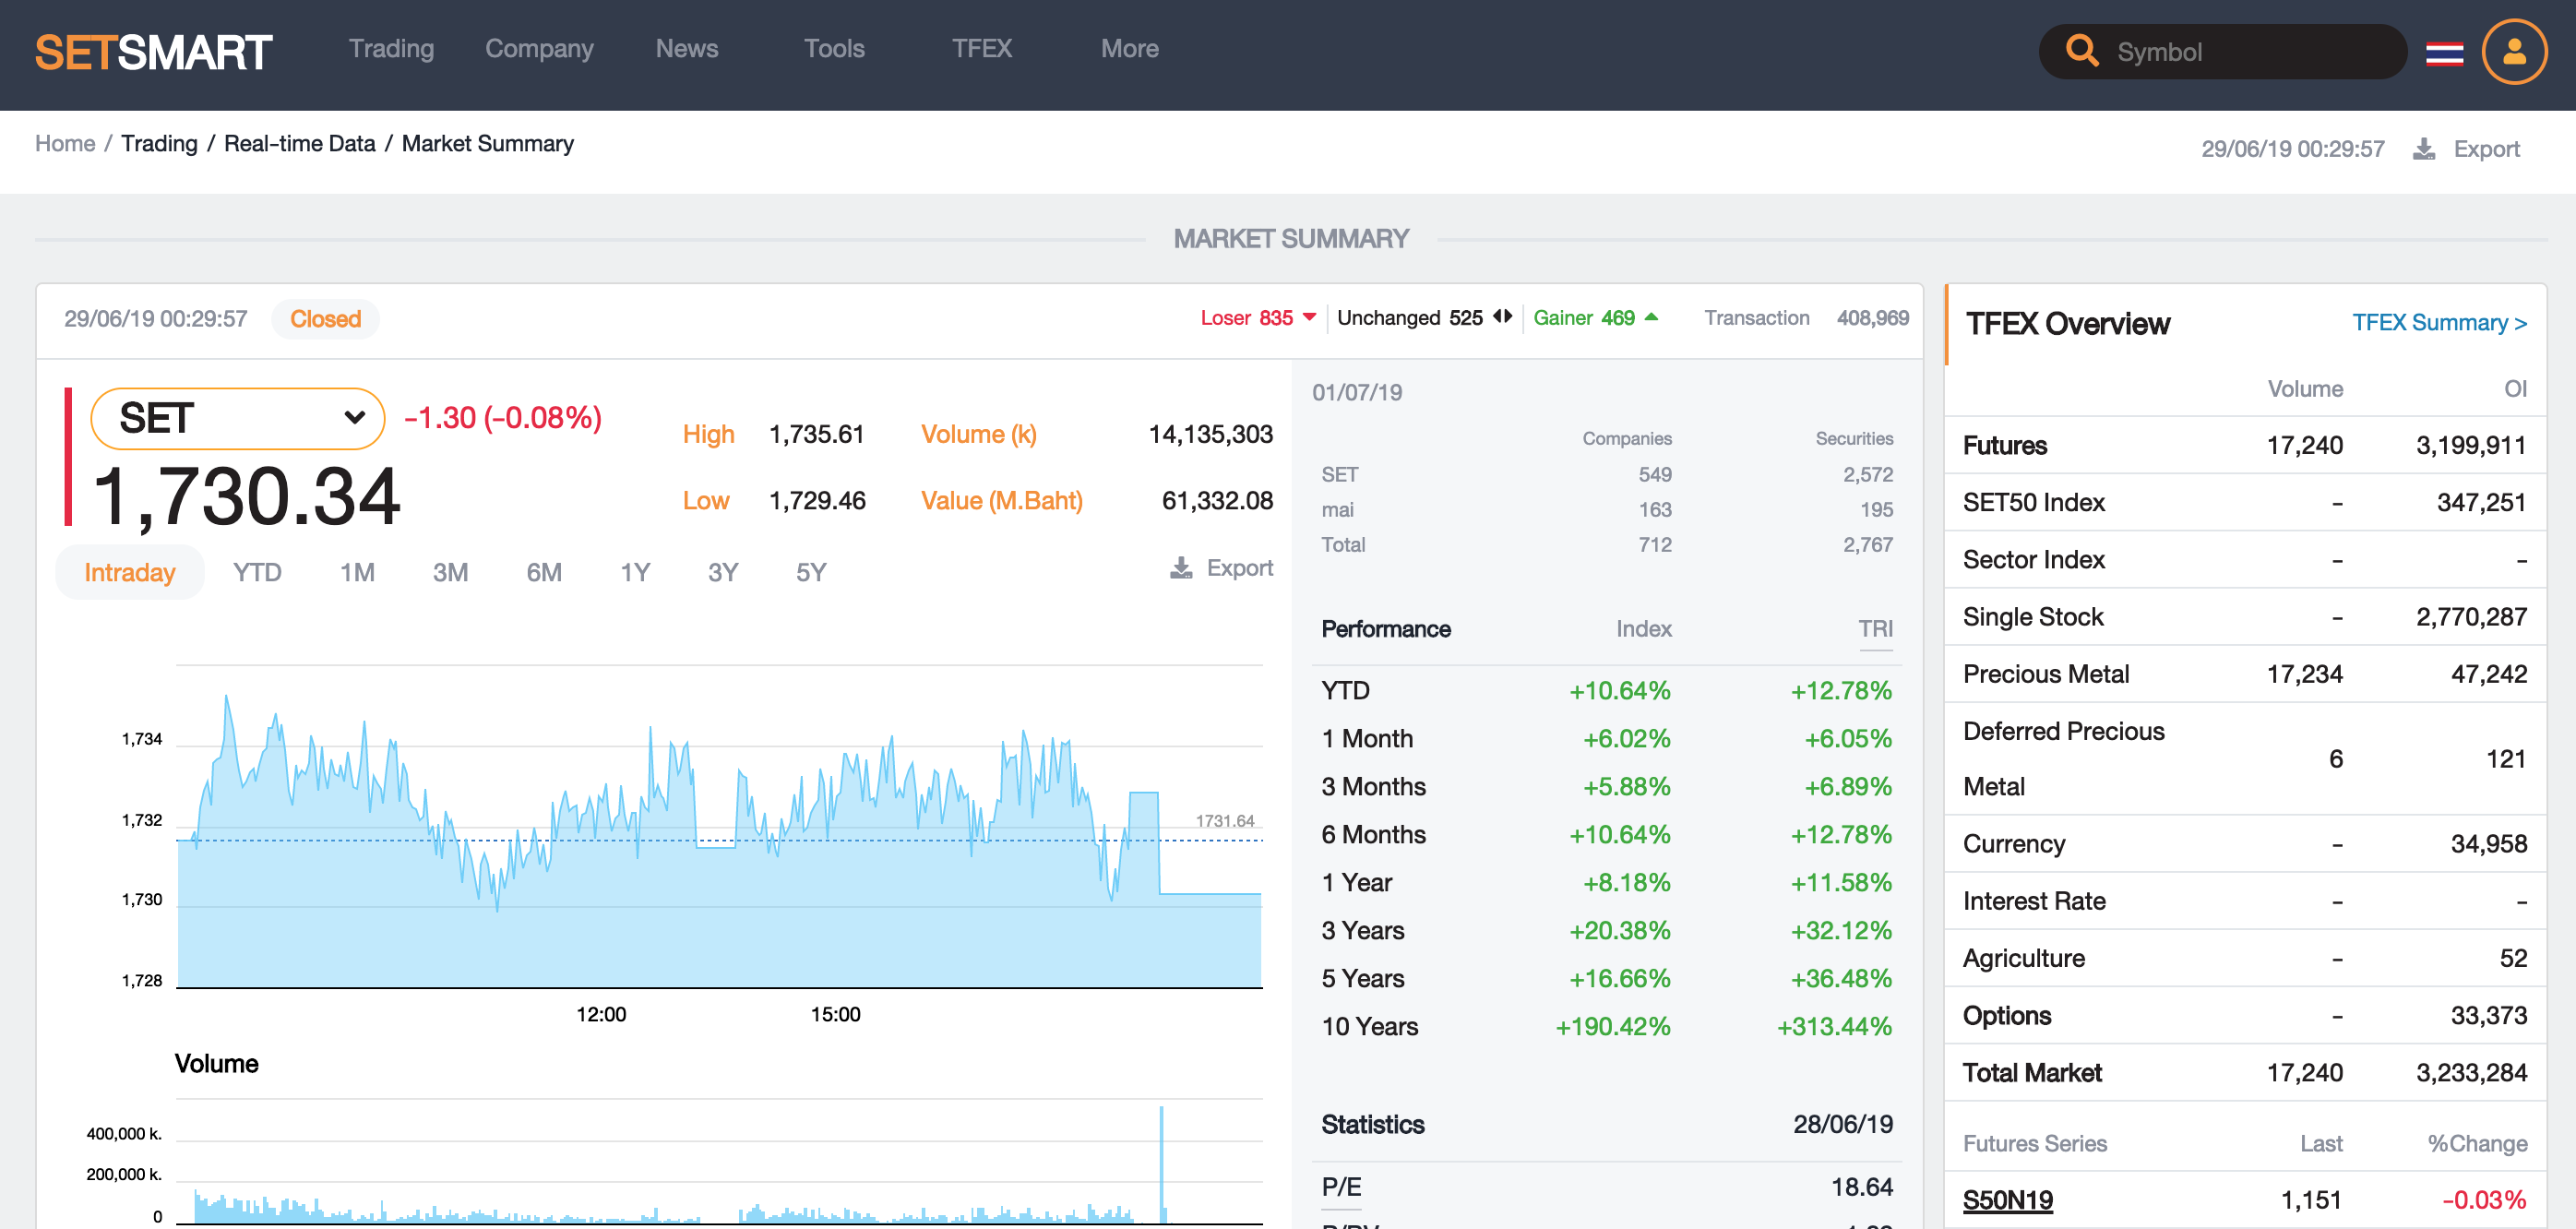 SETSMART Trading Company News Tools TFEX More Symbol
Home / Trading / Real-time Data / Market Summary 29/06/19 00:29:57 Export
MARKET SUMMARY
29/06/19 00:29:57 Closed Loser 835 Unchanged 525 Gainer 469 Transaction 408,969
SET -1.30 (-0.08%)
1,730.34
High 1,735.61 Volume (k) 14,135,303
Low 1,729.46 Value (M.Baht) 61,332.08
Intraday YTD 1M 3M 6M 1Y 3Y 5Y Export
1,734
1,732
1731.64
1,730
1,728
12:00 15:00
Volume
400,000 k.
200,000 k.
0
01/07/19
Companies Securities
SET 549 2,572
mai 163 195
Total 712 2,767
Performance Index TRI
YTD +10.64% +12.78%
1 Month +6.02% +6.05%
3 Months +5.88% +6.89%
6 Months +10.64% +12.78%
1 Year +8.18% +11.58%
3 Years +20.38% +32.12%
5 Years +16.66% +36.48%
10 Years +190.42% +313.44%
Statistics 28/06/19
P/E 18.64
TFEX Overview TFEX Summary >
Volume OI
Futures 17,240 3,199,911
SET50 Index - 347,251
Sector Index - -
Single Stock - 2,770,287
Precious Metal 17,234 47,242
Deferred Precious
Metal 6 121
Currency - 34,958
Interest Rate - -
Agriculture - 52
Options - 33,373
Total Market 17,240 3,233,284
Futures Series Last %Change
S50N19 1,151 -0.03%